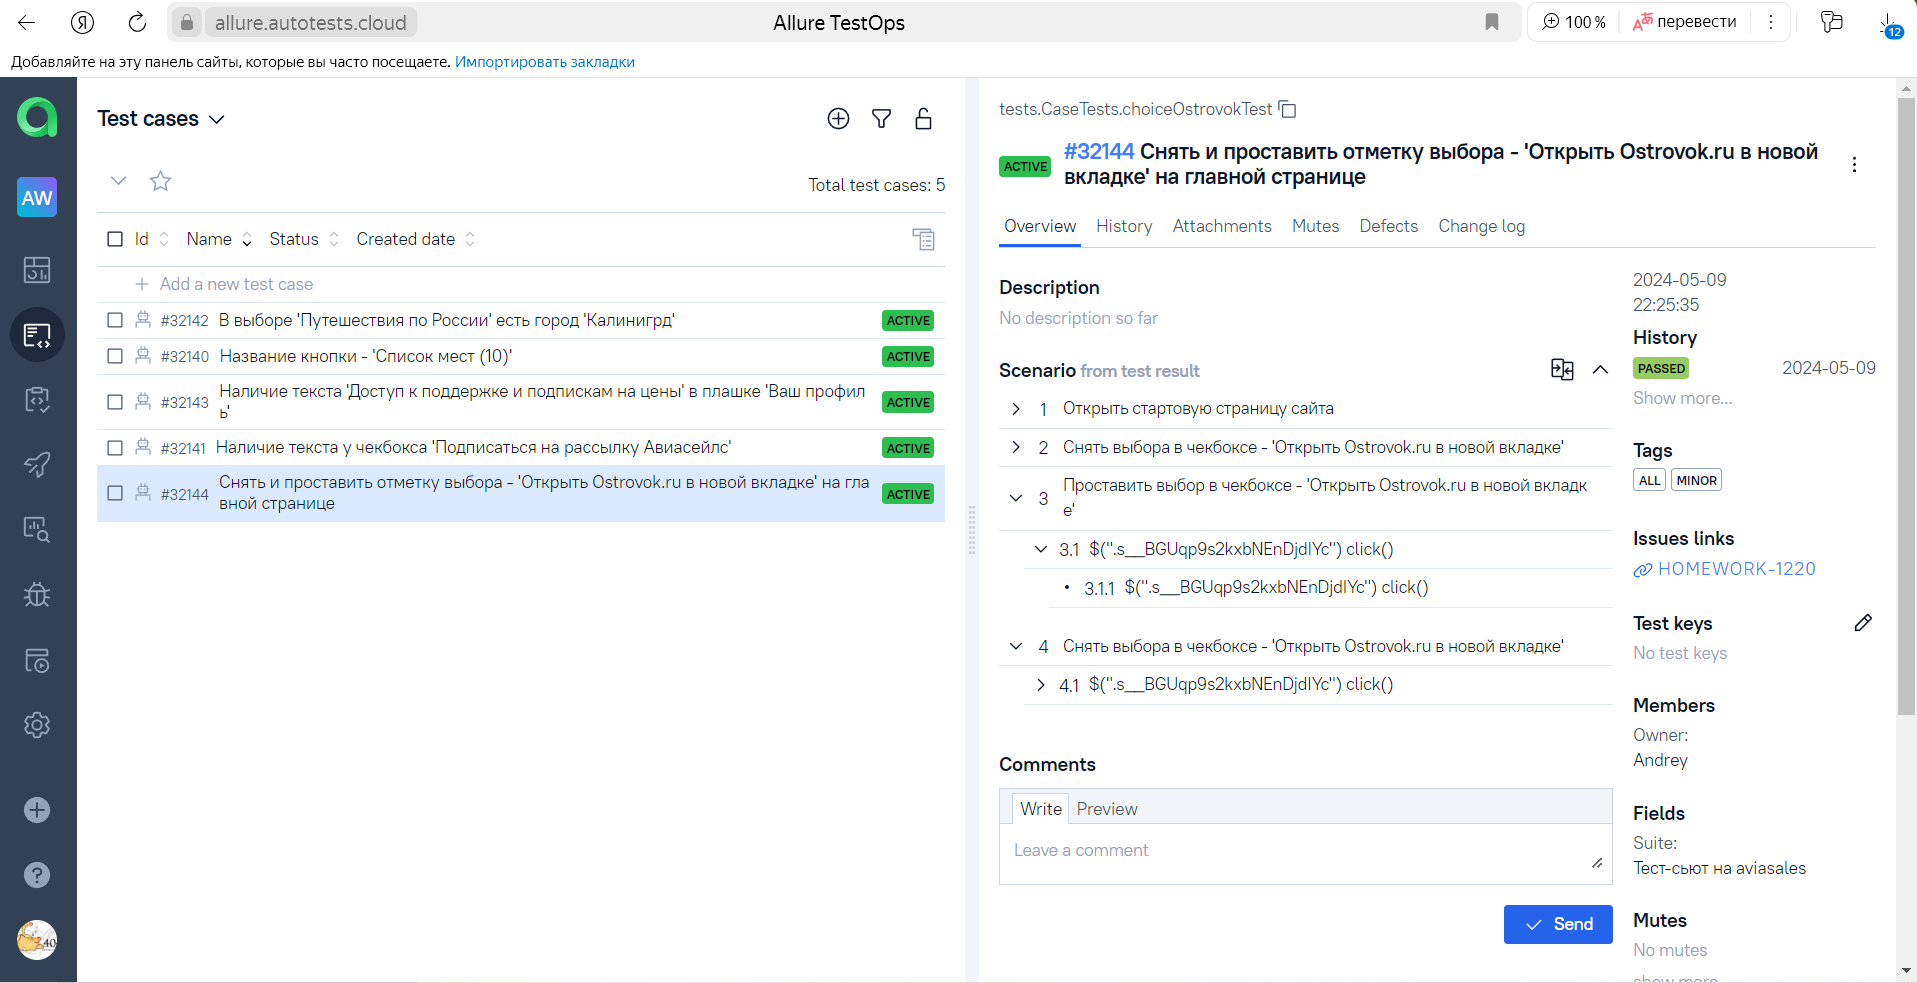 Я
allure.autotests.cloud
Allure TestOps
100 %
перевести
12
Добавляйте на эту панель сайты, которые вы часто посещаете. Импортировать закладки
AW
Test cases
Total test cases: 5
Id Name Status Created date
+ Add a new test case
#32142 В выборе 'Путешествия по России' есть город 'Калинигрд' ACTIVE
#32140 Название кнопки - 'Список мест (10)' ACTIVE
#32143 Наличие текста 'Доступ к поддержке и подпискам на цены' в плашке 'Ваш профил
ь' ACTIVE
#32141 Наличие текста у чекбокса 'Подписаться на рассылку Авиасейлс' ACTIVE
#32144 Снять и проставить отметку выбора - 'Открыть Ostrovok.ru в новой вкладке' на гла
вной странице ACTIVE
40
tests.CaseTests.choiceOstrovokTest
ACTIVE #32144 Снять и проставить отметку выбора - 'Открыть Ostrovok.ru в новой
вкладке' на главной странице
Overview History Attachments Mutes Defects Change log
Description
No description so far
Scenario from test result
1 Открыть стартовую страницу сайта
2 Снять выбора в чекбоксе - 'Открыть Ostrovok.ru в новой вкладке'
3 Проставить выбор в чекбоксе - 'Открыть Ostrovok.ru в новой вкладк
е'
3.1 $(".s__BGUqp9s2kxbNEnDjdIYc") click()
• 3.1.1 $(".s__BGUqp9s2kxbNEnDjdIYc") click()
4 Снять выбора в чекбоксе - 'Открыть Ostrovok.ru в новой вкладке'
4.1 $(".s__BGUqp9s2kxbNEnDjdIYc") click()
Comments
Write Preview
Leave a comment
Send
2024-05-09
22:25:35
History
PASSED 2024-05-09
Show more...
Tags
ALL MINOR
Issues links
HOMEWORK-1220
Test keys
No test keys
Members
Owner:
Andrey
Fields
Suite:
Тест-сьют на aviasales
Mutes
No mutes
show more